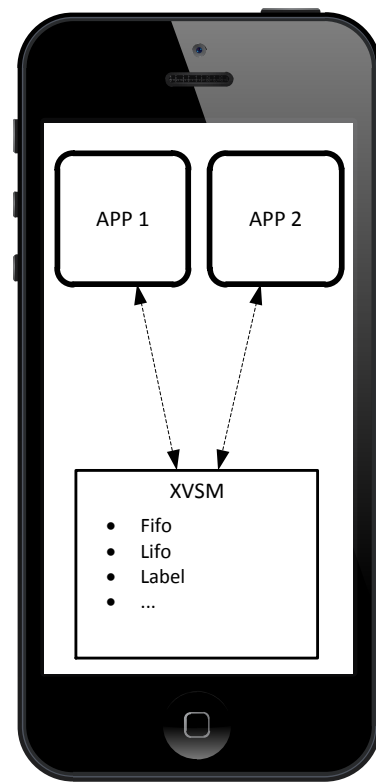 APP 1
APP 2
XVSM
• Fifo
• Lifo
• Label
• ...